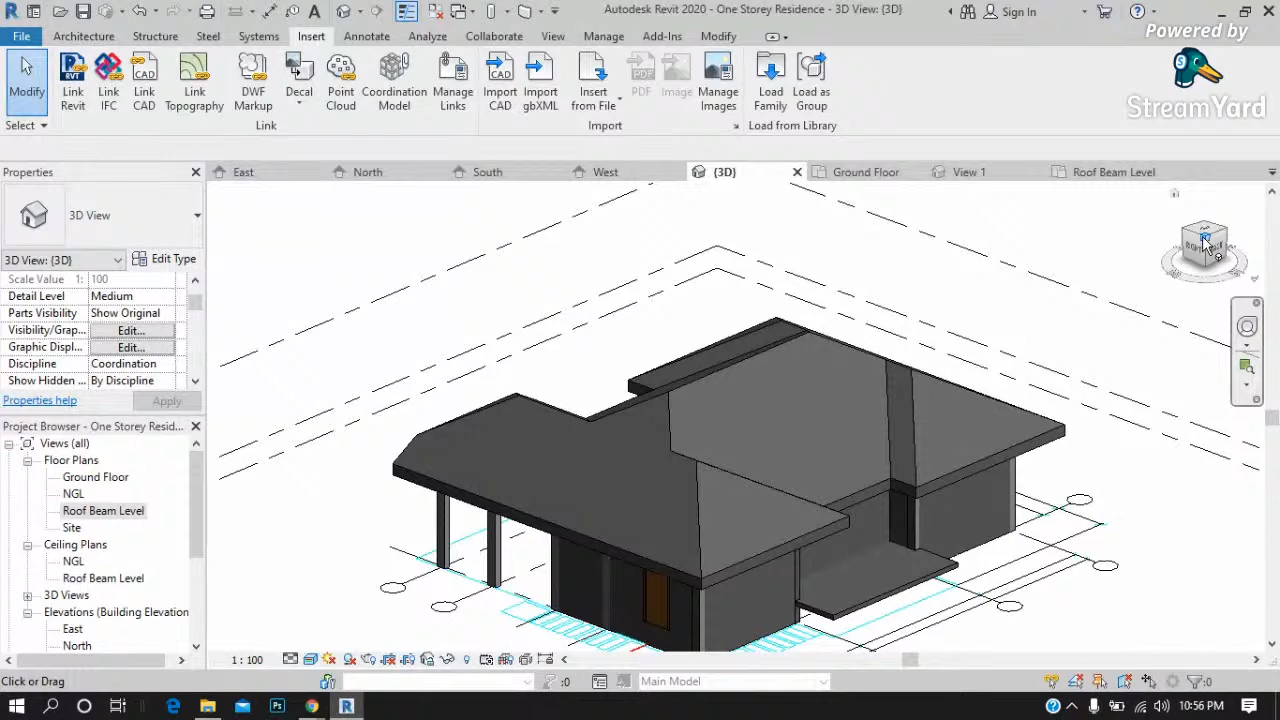 Autodesk Revit 2020 - One Storey Residence - 3D View: {3D}
Sign In
Powered by
StreamYard
File Architecture Structure Steel Systems Insert Annotate Analyze Collaborate View Manage Add-Ins Modify
Modify
Link Revit
Link IFC
Link CAD
Link Topography
DWF Markup
Decal
Point Cloud
Coordination Model
Manage Links
Import CAD
Import gbXML
Insert from File
PDF
Image
Manage Images
Load Family
Load as Group
Select
Link
Import
Load from Library
Properties
East North South West {3D} Ground Floor View 1 Roof Beam Level
3D View
3D View: {3D} Edit Type
Scale Value 1: 100
Detail Level Medium
Parts Visibility Show Original
Visibility/Grap... Edit...
Graphic Displ... Edit...
Discipline Coordination
Show Hidden ... By Discipline
Properties help Apply
Project Browser - One Storey Resid...
Views (all)
Floor Plans
Ground Floor
NGL
Roof Beam Level
Site
Ceiling Plans
NGL
Roof Beam Level
3D Views
Elevations (Building Elevation)
East
North
1 : 100
Click or Drag
:0
Main Model
:0
10:56 PM